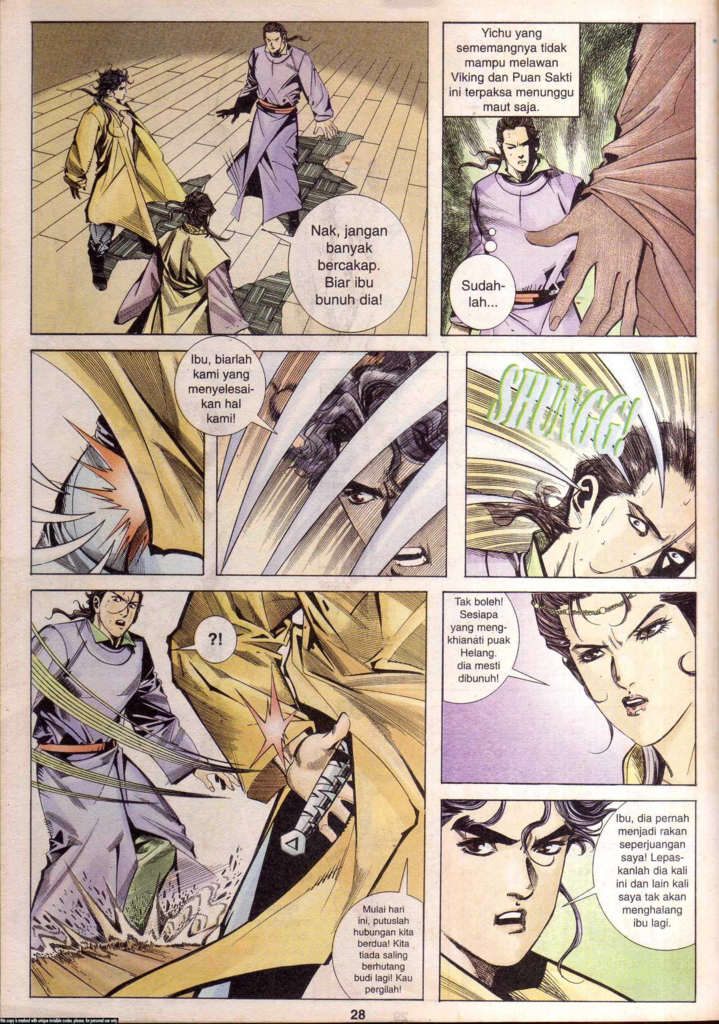 Nak, jangan
banyak
bercakap.
Biar ibu
bunuh dia!
Yichu yang
sememangnya tidak
mampu melawan
Viking dan Puan Sakti
ini terpaksa menunggu
maut saja.
Sudah-
lah...
Ibu, biarlah
kami yang
menyelesai-
kan hal
kami!
SHUNGG!
?!
Mulai hari
ini, putuslah
hubungan kita
berdua! Kita
tiada saling
berhutang
budi lagi! Kau
pergilah!
Tak boleh!
Sesiapa
yang meng-
khianati puak
Helang.
dia mesti
dibunuh!
Ibu, dia pernah
menjadi rakan
seperjuangan
saya! Lepas-
kanlah dia kali
ini dan lain kali
saya tak akan
menghalang
ibu lagi.
28